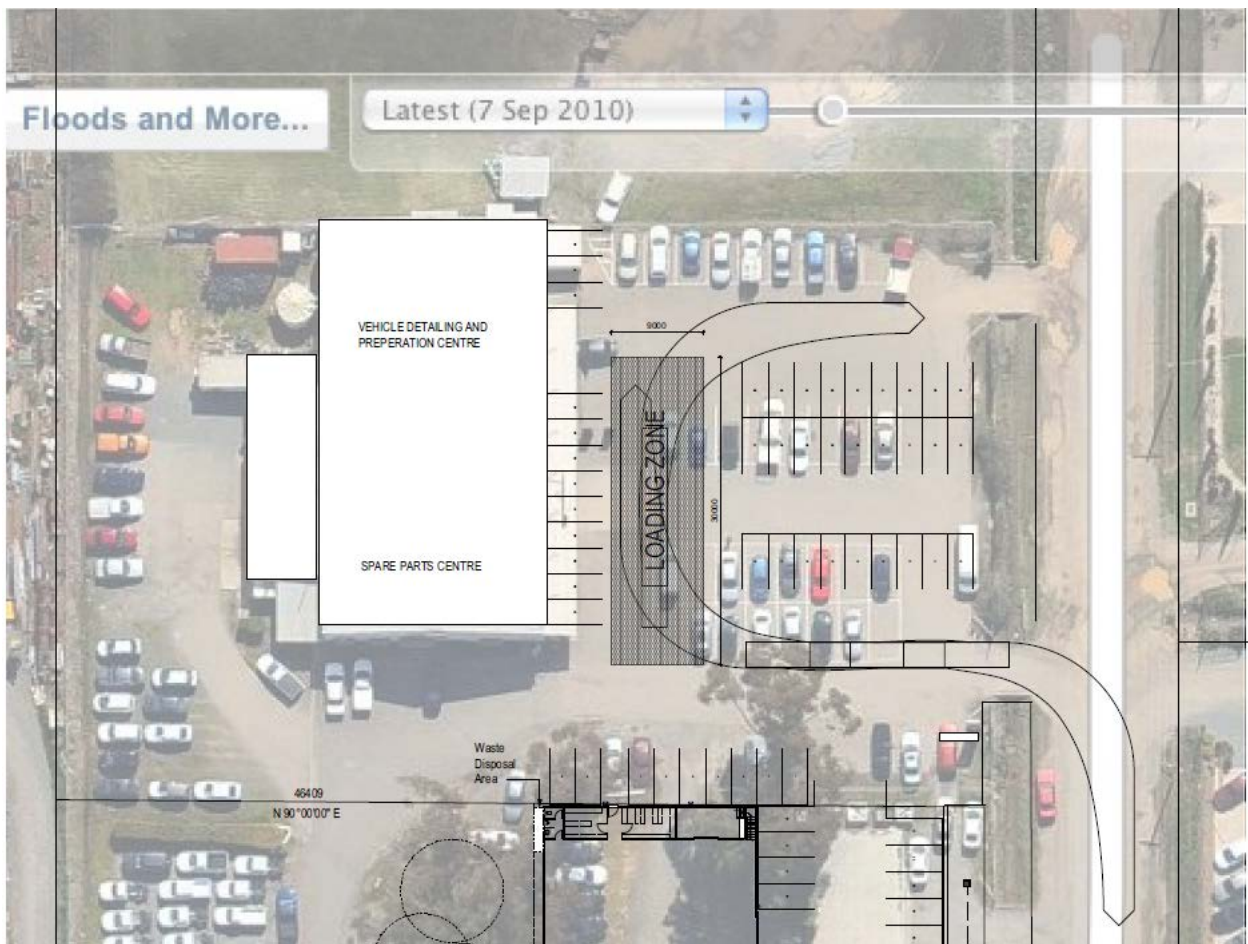 Floods and More...
Latest (7 Sep 2010)
VEHICLE DETAILING AND
PREPERATION CENTRE
9000
LOADING ZONE
30000
SPARE PARTS CENTRE
Waste
Disposal
Area
46409
N 90°00'00" E